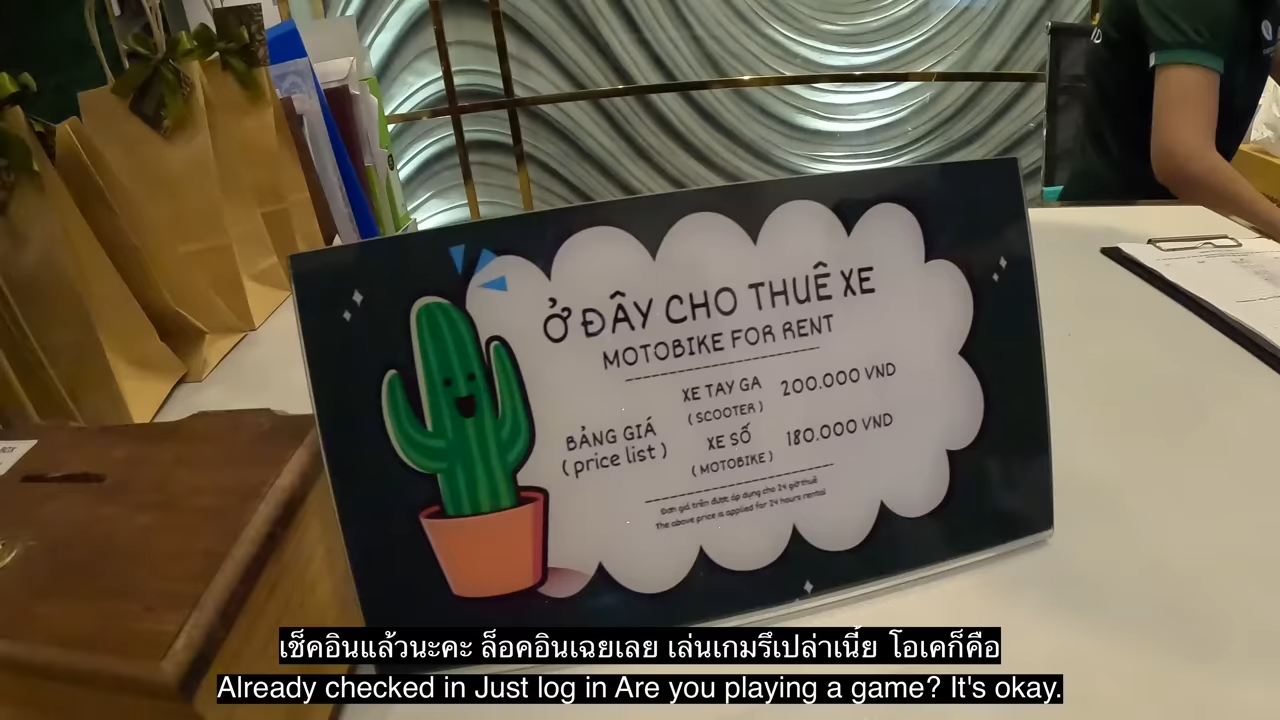 Ở ĐÂY CHO THUÊ XE
MOTOBIKE FOR RENT
BẢNG GIÁ
(price list)
XE TAY GA 200.000 VND
(SCOOTER)
XE SỐ 180.000 VND
(MOTOBIKE)
Đơn giá trên được áp dụng cho 24 giờ thuê
The above price is applied for 24 hours rental
BOX
เช็คอินแล้วนะคะ ล็อคอินเฉยเลย เล่นเกมรึเปล่าเนี้ย โอเคก็คือ
Already checked in Just log in Are you playing a game? It's okay.